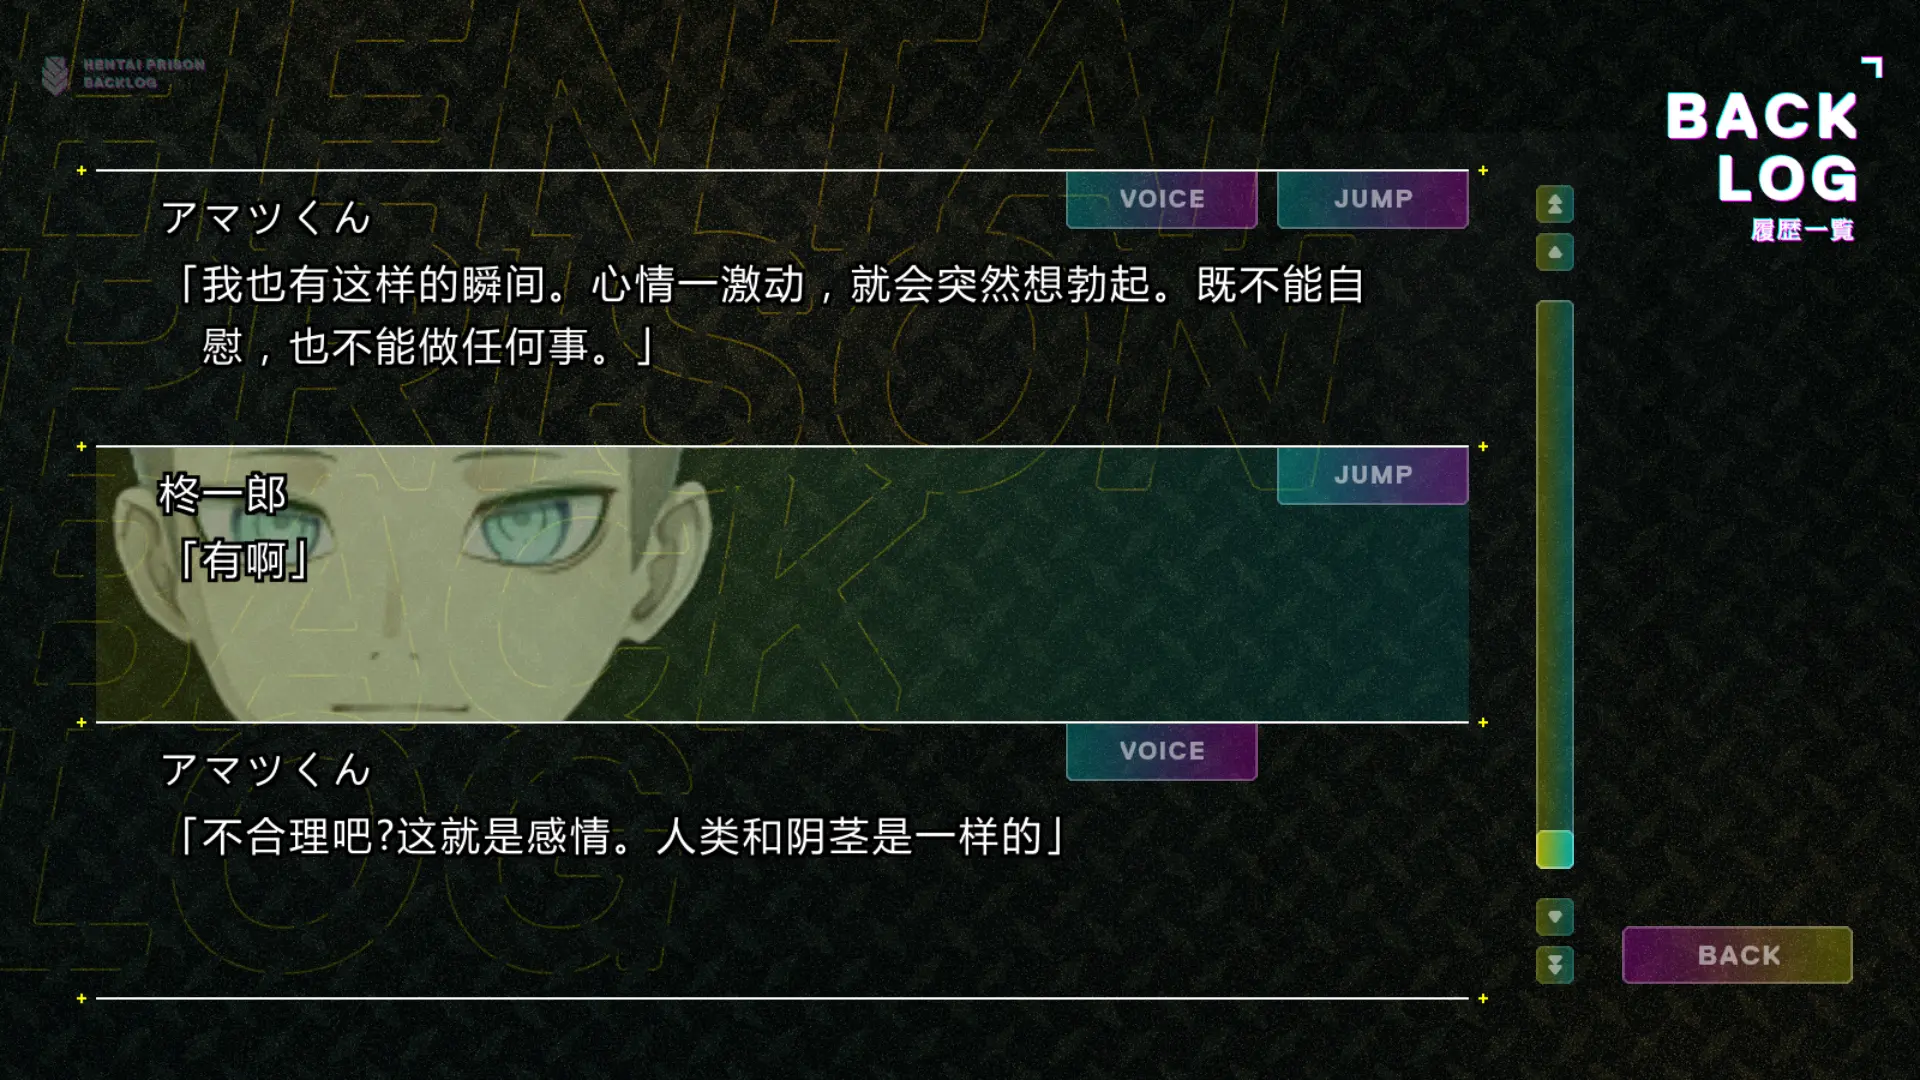 HENTAI PRISON
BACKLOG
BACK
LOG
履歴一覧
アマツくん
VOICE
JUMP
「我也有这样的瞬间。心情一激动，就会突然想勃起。既不能自
慰，也不能做任何事。」
柊一郎
JUMP
「有啊」
アマツくん
VOICE
「不合理吧?这就是感情。人类和阴茎是一样的」
BACK
HENTAI
PRISON
BACK
LOG